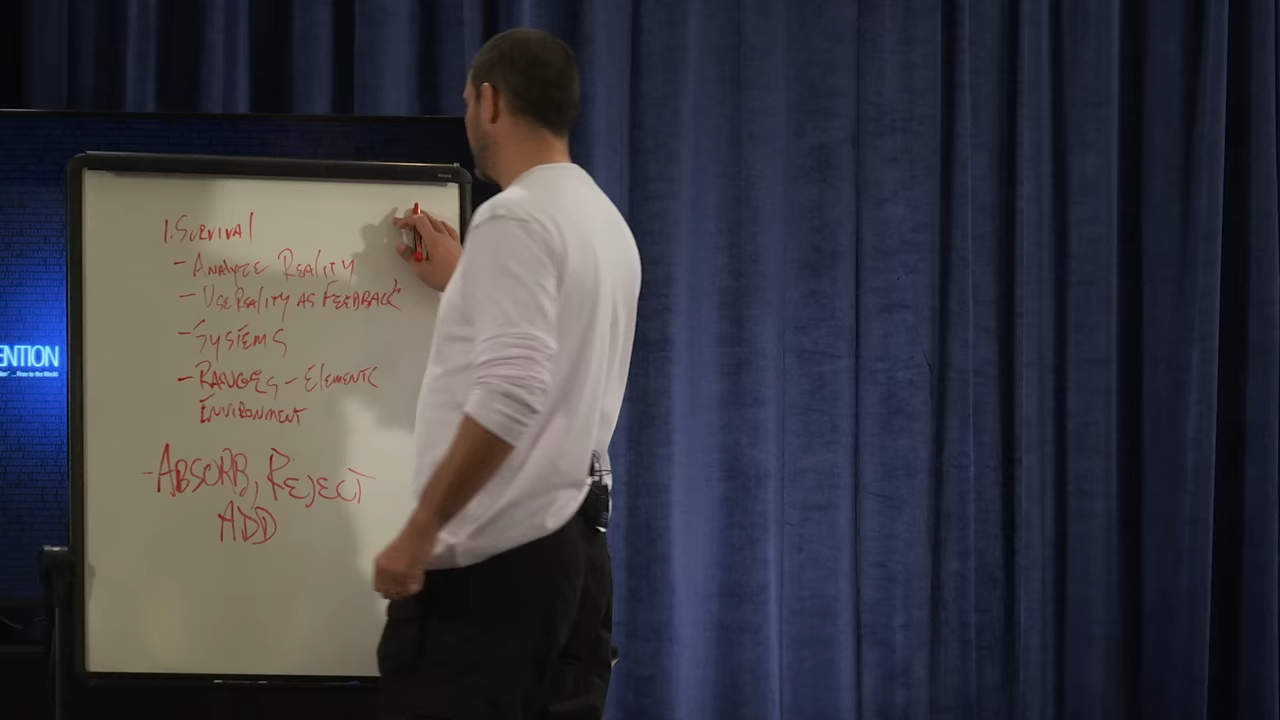 1. SURVIVAL
- ANALYZE REALITY
- USE REALITY AS FEEDBACK
- SYSTEMS
- RANGES - ELEMENTS
ENVIRONMENT
- ABSORB, REJECT
ADD
ENTION